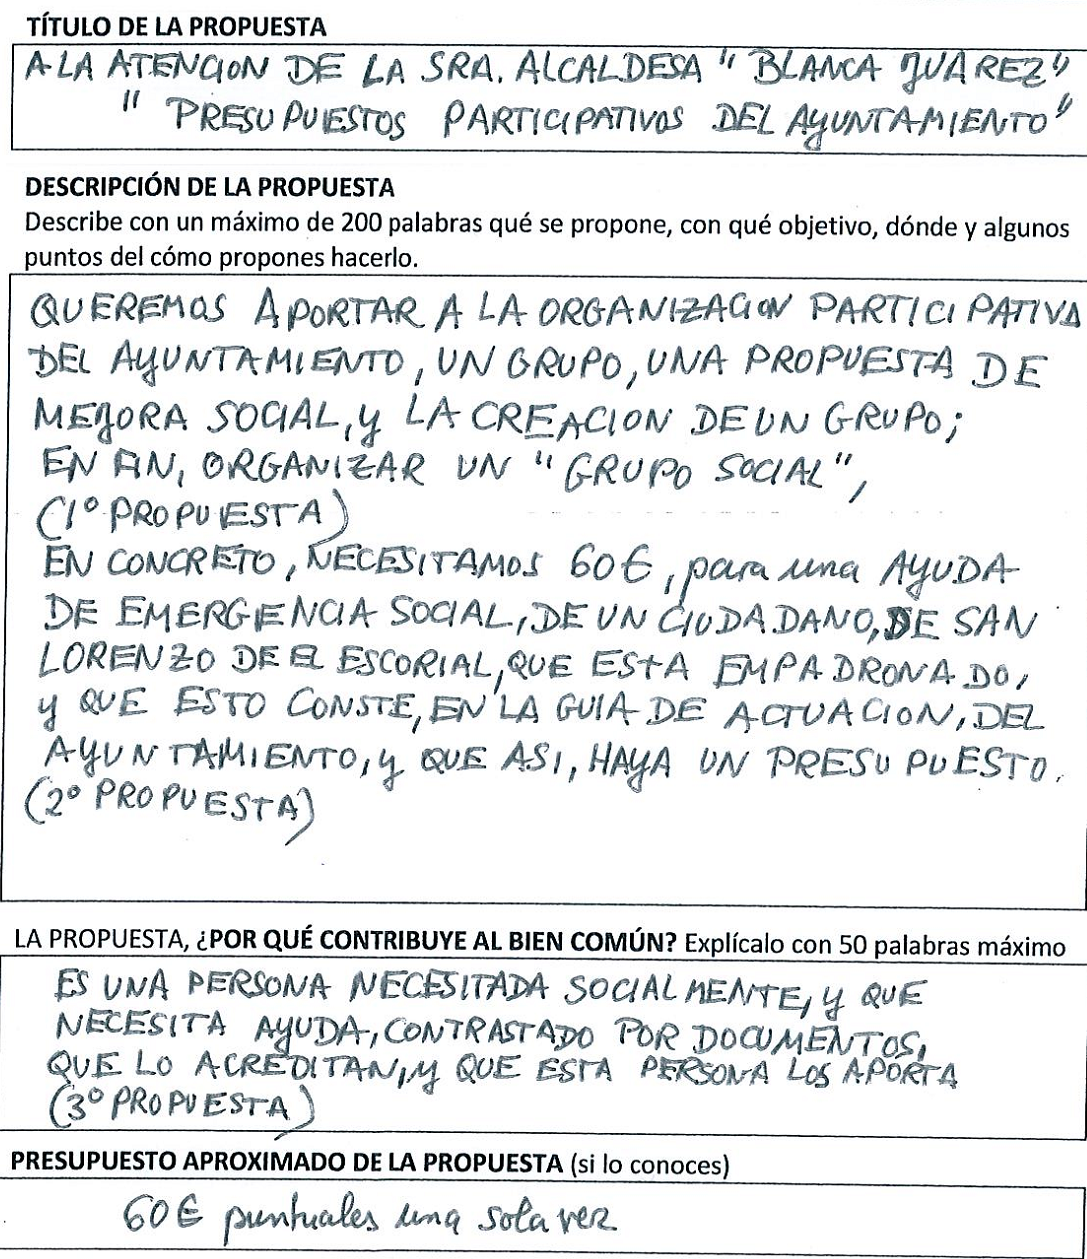 TÍTULO DE LA PROPUESTA
A LA ATENCION DE LA SRA. ALCALDESA "BLANCA JUAREZ"
" PRESUPUESTOS PARTICIPATIVOS DEL AYUNTAMIENTO"
DESCRIPCIÓN DE LA PROPUESTA
Describe con un máximo de 200 palabras qué se propone, con qué objetivo, dónde y algunos
puntos del cómo propones hacerlo.
QUEREMOS APORTAR A LA ORGANIZACION PARTICIPATIVA
DEL AYUNTAMIENTO, UN GRUPO, UNA PROPUESTA DE
MEJORA SOCIAL, Y LA CREACION DE UN GRUPO;
EN FIN, ORGANIZAR UN "GRUPO SOCIAL",
(1º PROPUESTA)
EN CONCRETO, NECESITAMOS 60€, para una AYUDA
DE EMERGENCIA SOCIAL, DE UN CIUDADANO, DE SAN
LORENZO DE EL ESCORIAL, QUE ESTA EMPADRONADO,
Y QUE ESTO CONSTE, EN LA GUIA DE ACTUACION, DEL
AYUNTAMIENTO, Y QUE ASI, HAYA UN PRESUPUESTO.
(2º PROPUESTA)
LA PROPUESTA, ¿POR QUÉ CONTRIBUYE AL BIEN COMÚN? Explícalo con 50 palabras máximo
ES UNA PERSONA NECESITADA SOCIALMENTE, Y QUE
NECESITA AYUDA, CONTRASTADO POR DOCUMENTOS,
QUE LO ACREDITAN, Y QUE ESTA PERSONA LOS APORTA
(3º PROPUESTA)
PRESUPUESTO APROXIMADO DE LA PROPUESTA (si lo conoces)
60€ puntuales una sola vez